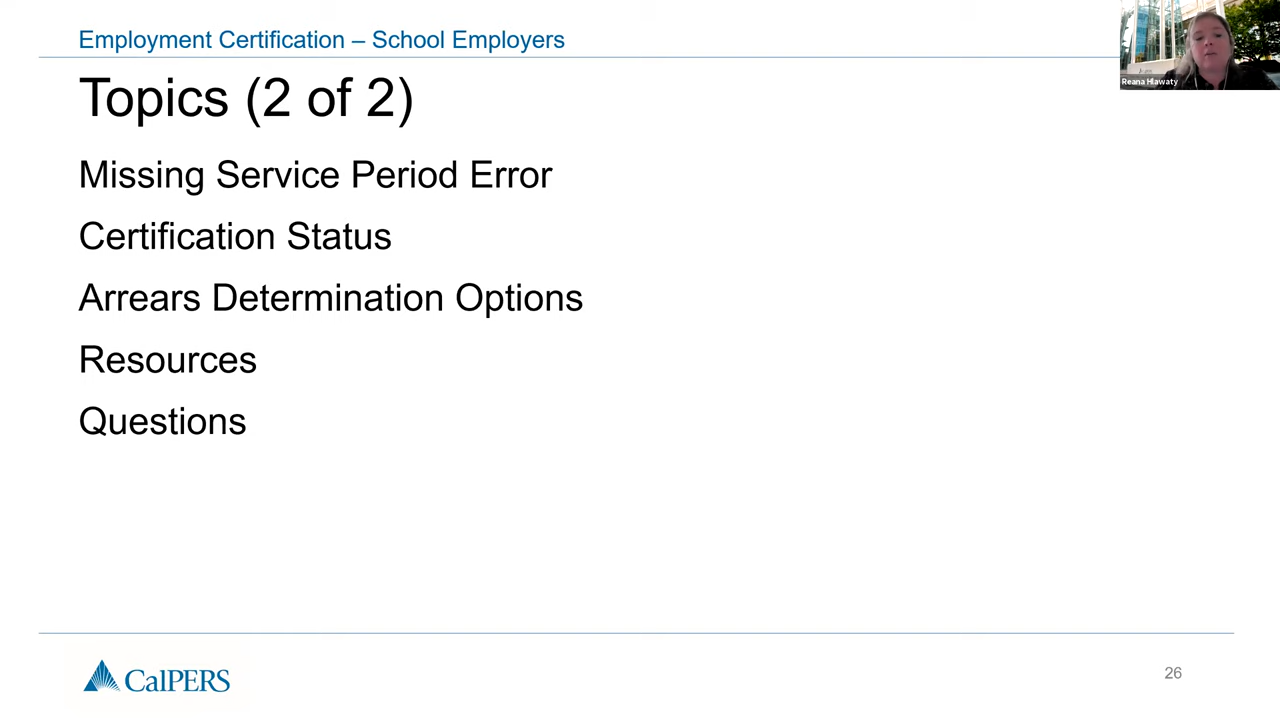 Employment Certification – School Employers
Reana Hlawaty
Topics (2 of 2)
Missing Service Period Error
Certification Status
Arrears Determination Options
Resources
Questions
CalPERS
26